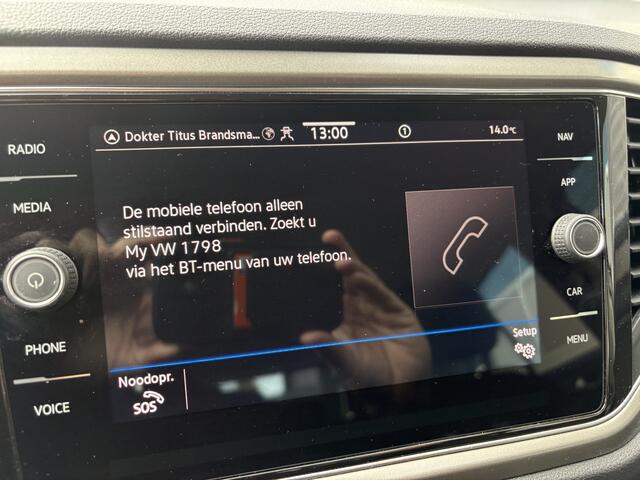 RADIO
MEDIA
PHONE
VOICE
Dokter Titus Brandsma... 13:00 1 14.0°C
De mobiele telefoon alleen
stilstaand verbinden. Zoekt u
My VW 1798
via het BT-menu van uw telefoon.
Setup
Noodopr.
SOS
NAV
APP
CAR
MENU